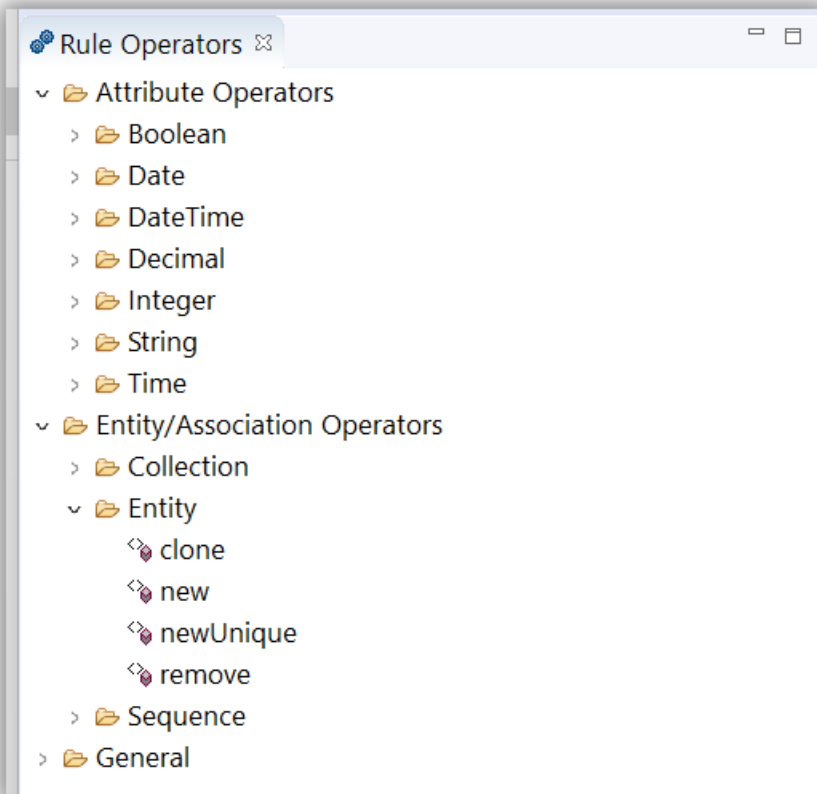 Rule Operators
Attribute Operators
Boolean
Date
DateTime
Decimal
Integer
String
Time
Entity/Association Operators
Collection
Entity
clone
new
newUnique
remove
Sequence
General